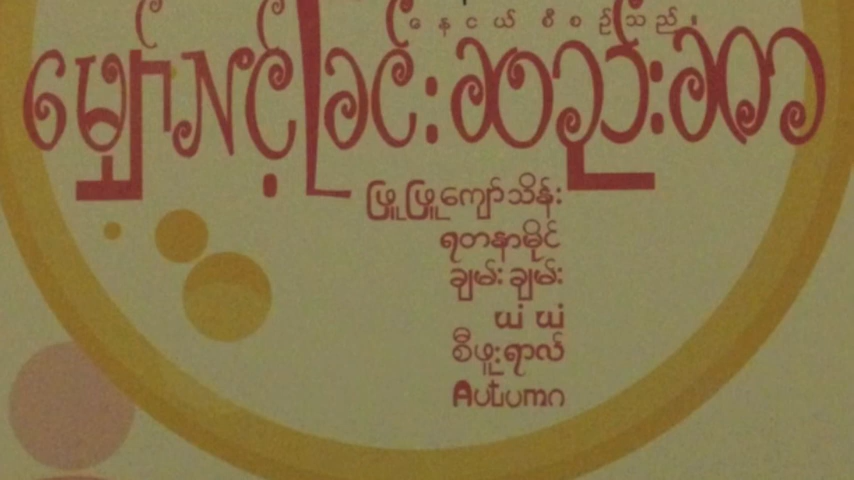 နေငယ် စီစဉ်သည်။
မျှော်လင့်ခြင်းဆည်းဆာ
ဖြူဖြူကျော်သိန်း
ရတနာမိုင်
ချမ်းချမ်း
ယံ ယံ
စီဖူးရာလ်
Autumn